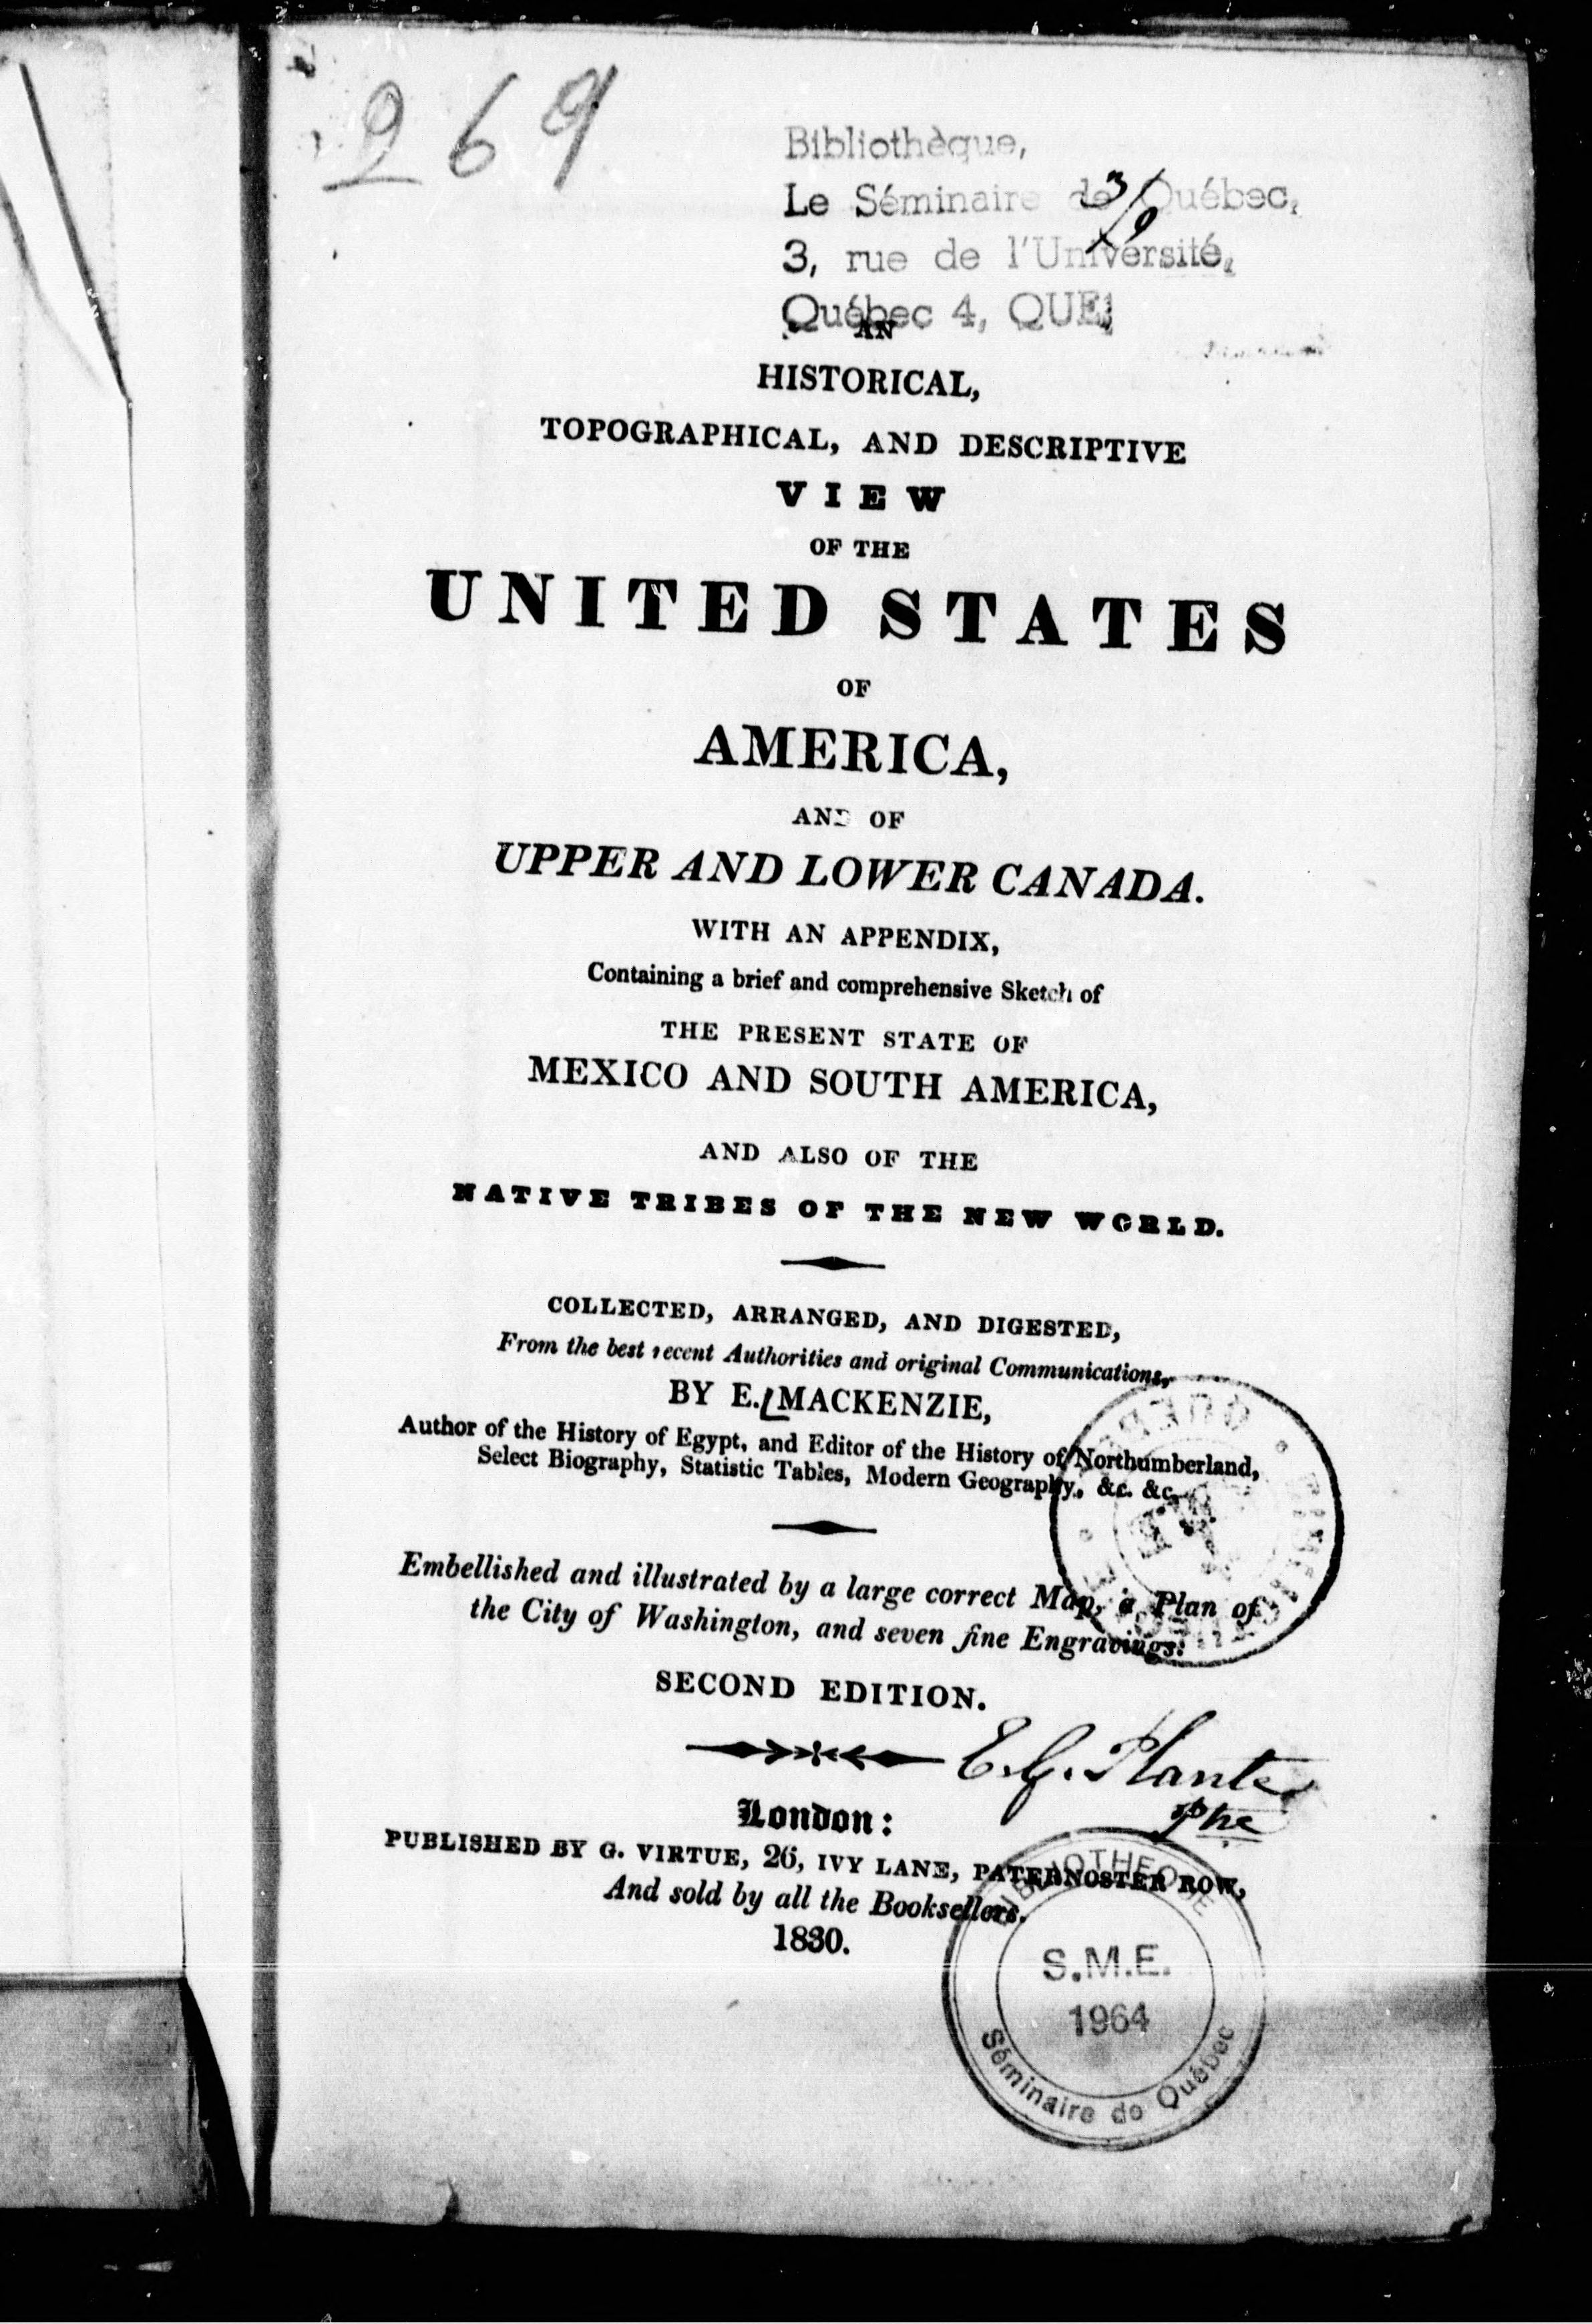 269
Bibliothèque,
Le Séminaire de Québec,
3/9
3, rue de l'Université,
Québec 4, QUE.
AN
HISTORICAL,
TOPOGRAPHICAL, AND DESCRIPTIVE
VIEW
OF THE
UNITED STATES
OF
AMERICA,
AND OF
UPPER AND LOWER CANADA.
WITH AN APPENDIX,
Containing a brief and comprehensive Sketch of
THE PRESENT STATE OF
MEXICO AND SOUTH AMERICA,
AND ALSO OF THE
NATIVE TRIBES OF THE NEW WORLD.
COLLECTED, ARRANGED, AND DIGESTED,
From the best recent Authorities and original Communications,
BY E. MACKENZIE,
Author of the History of Egypt, and Editor of the History of Northumberland,
Select Biography, Statistic Tables, Modern Geography, &c. &c.
Embellished and illustrated by a large correct Map, a Plan of
the City of Washington, and seven fine Engravings.
SECOND EDITION.
E. G. Plante
Ptre
London:
PUBLISHED BY G. VIRTUE, 26, IVY LANE, PATERNOSTER ROW,
And sold by all the Booksellers.
1830.
BIBLIOTHEQUE
S.M.E.
1964
Séminaire de Québec